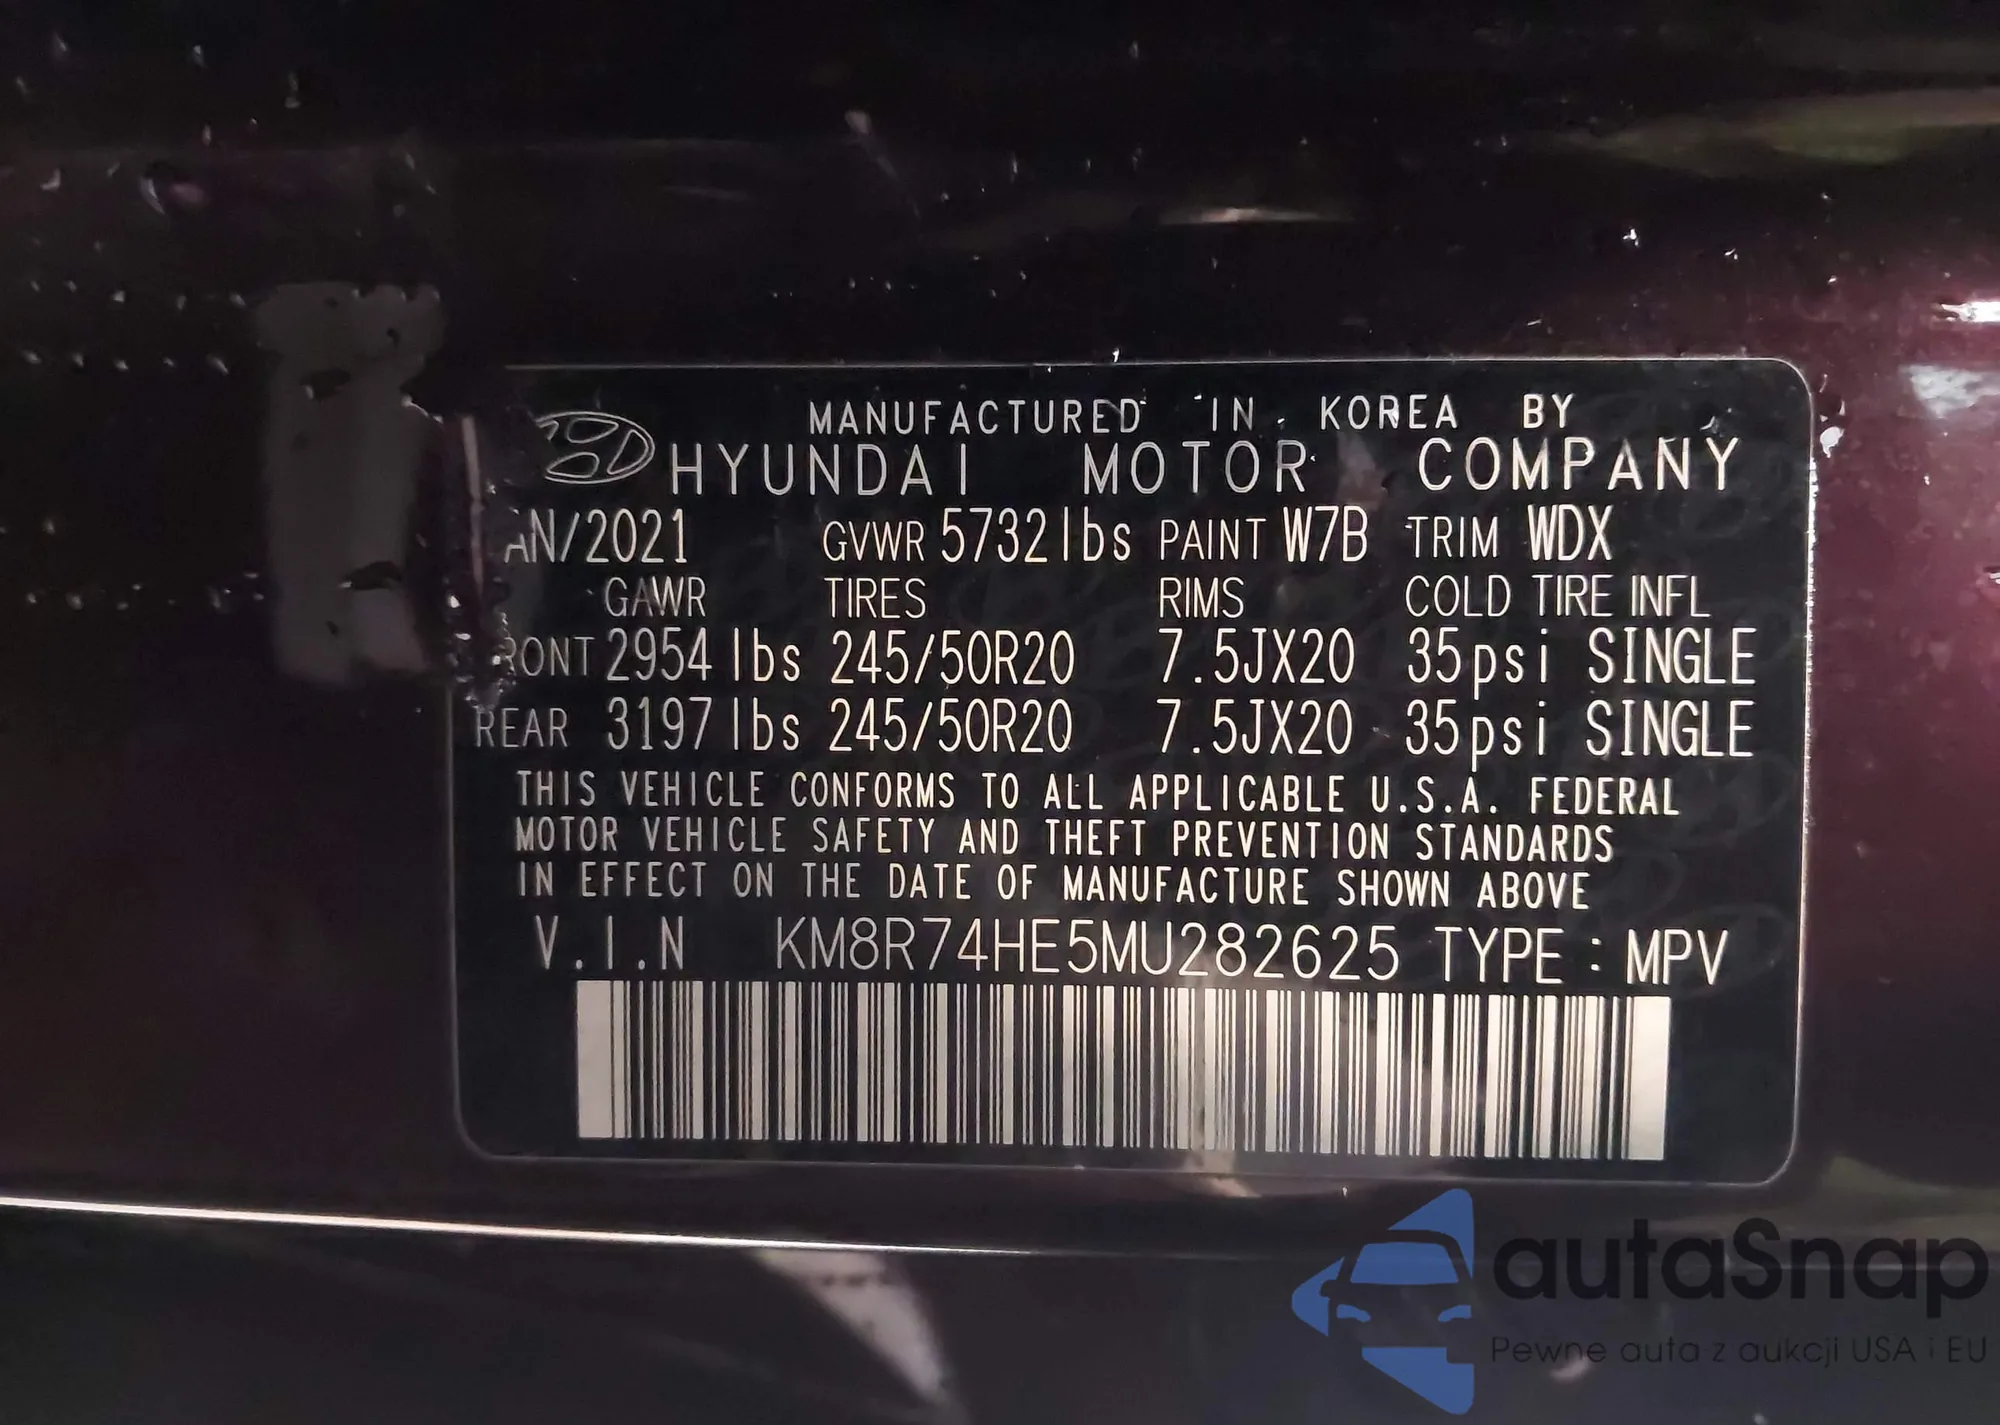 MANUFACTURED IN KOREA BY
HYUNDAI MOTOR COMPANY
AN/2021 GVWR 5732lbs PAINT W7B TRIM WDX
GAWR TIRES RIMS COLD TIRE INFL
RONT 2954lbs 245/50R20 7.5JX20 35psi SINGLE
REAR 3197lbs 245/50R20 7.5JX20 35psi SINGLE
THIS VEHICLE CONFORMS TO ALL APPLICABLE U.S.A. FEDERAL
MOTOR VEHICLE SAFETY AND THEFT PREVENTION STANDARDS
IN EFFECT ON THE DATE OF MANUFACTURE SHOWN ABOVE
V.I.N KM8R74HE5MU282625 TYPE : MPV
autaSnap
Pewne auta z aukcji USA i EU